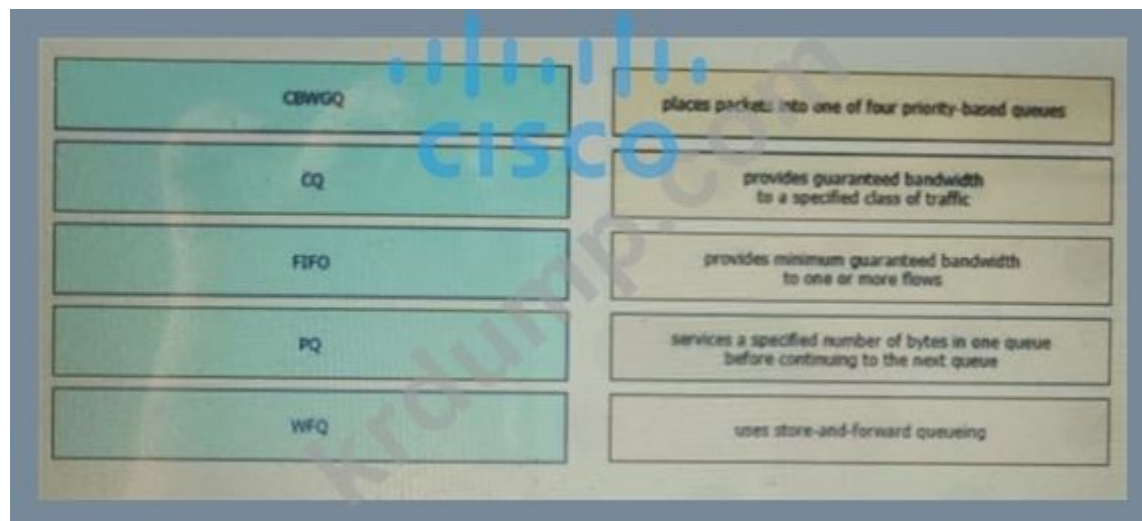 CBWGQ
places packets into one of four priority-based queues
CISCO
CQ
provides guaranteed bandwidth
to a specified class of traffic
FIFO
provides minimum guaranteed bandwidth
to one or more flows
PQ
services a specified number of bytes in one queue
before continuing to the next queue
WFQ
uses store-and-forward queueing
krdump.com